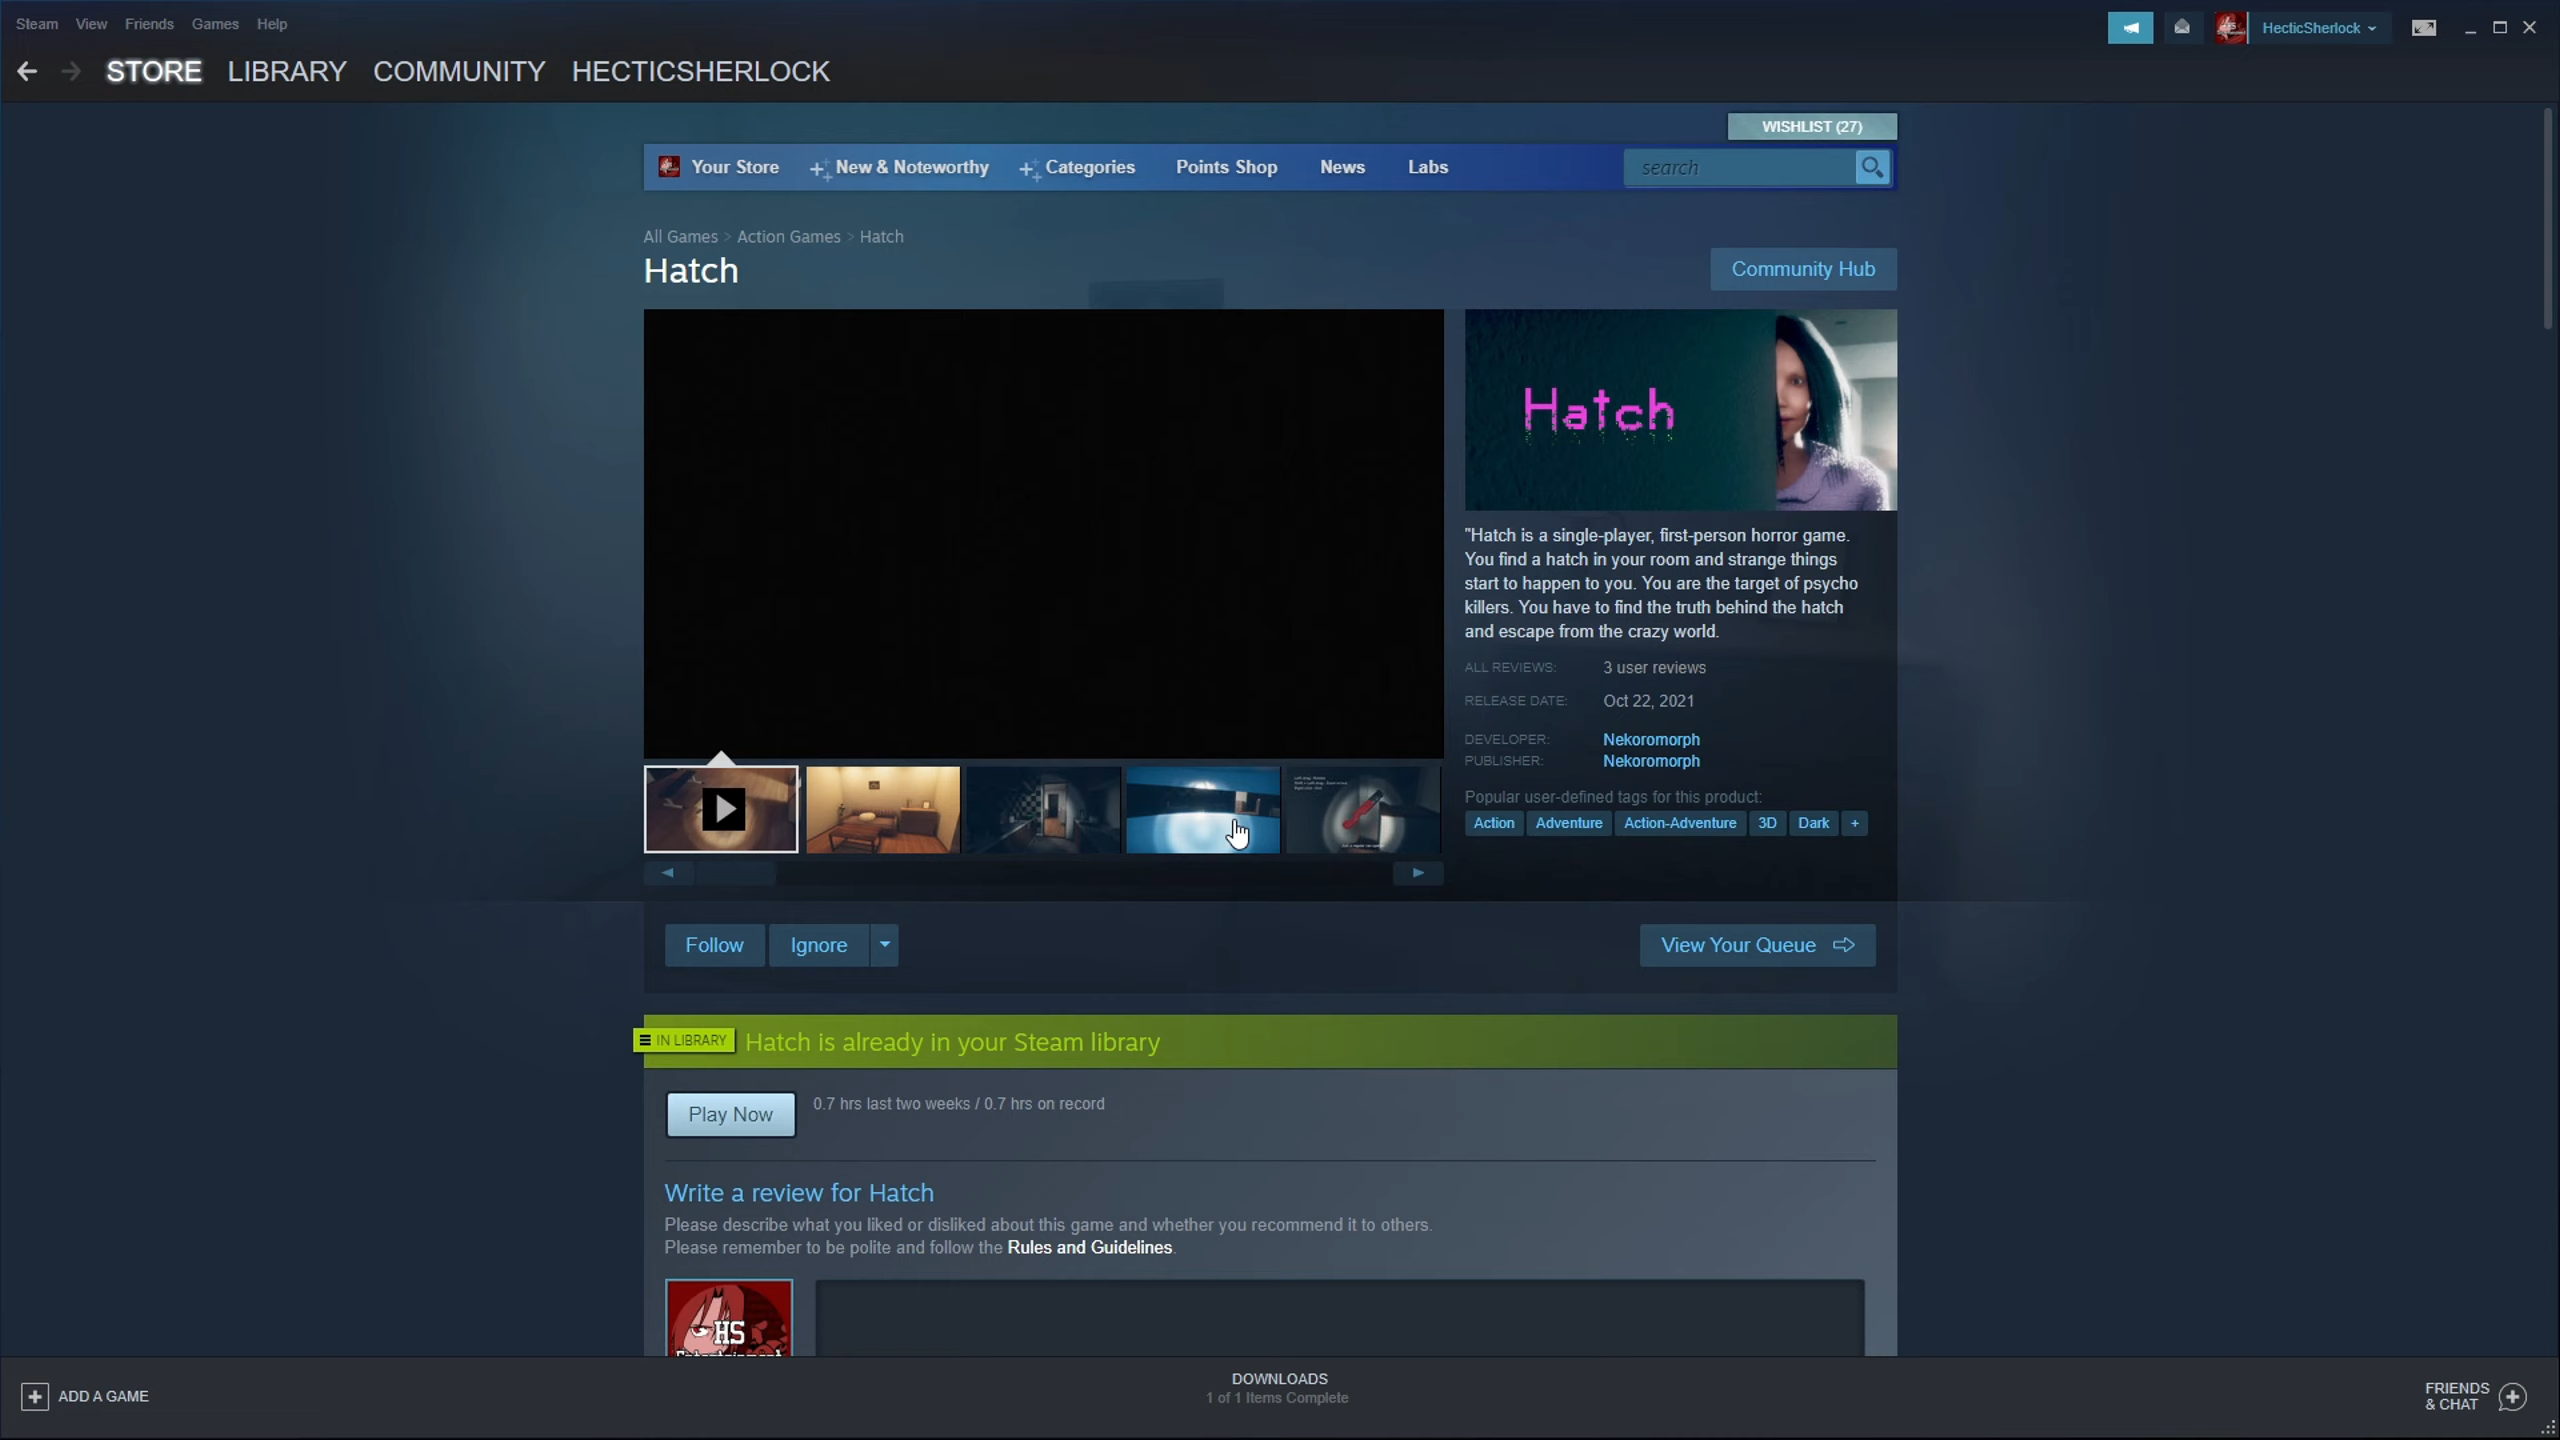 Steam View Friends Games Help
HecticSherlock
STORE LIBRARY COMMUNITY HECTICSHERLOCK
WISHLIST (27)
Your Store New & Noteworthy Categories Points Shop News Labs search
All Games > Action Games > Hatch
Hatch
Community Hub
Hatch
"Hatch is a single-player, first-person horror game.
You find a hatch in your room and strange things
start to happen to you. You are the target of psycho
killers. You have to find the truth behind the hatch
and escape from the crazy world.
ALL REVIEWS: 3 user reviews
RELEASE DATE: Oct 22, 2021
DEVELOPER: Nekoromorph
PUBLISHER: Nekoromorph
Popular user-defined tags for this product:
Action Adventure Action-Adventure 3D Dark +
Follow Ignore
View Your Queue
IN LIBRARY Hatch is already in your Steam library
Play Now 0.7 hrs last two weeks / 0.7 hrs on record
Write a review for Hatch
Please describe what you liked or disliked about this game and whether you recommend it to others.
Please remember to be polite and follow the Rules and Guidelines.
HS
ADD A GAME
DOWNLOADS
1 of 1 Items Complete
FRIENDS
& CHAT